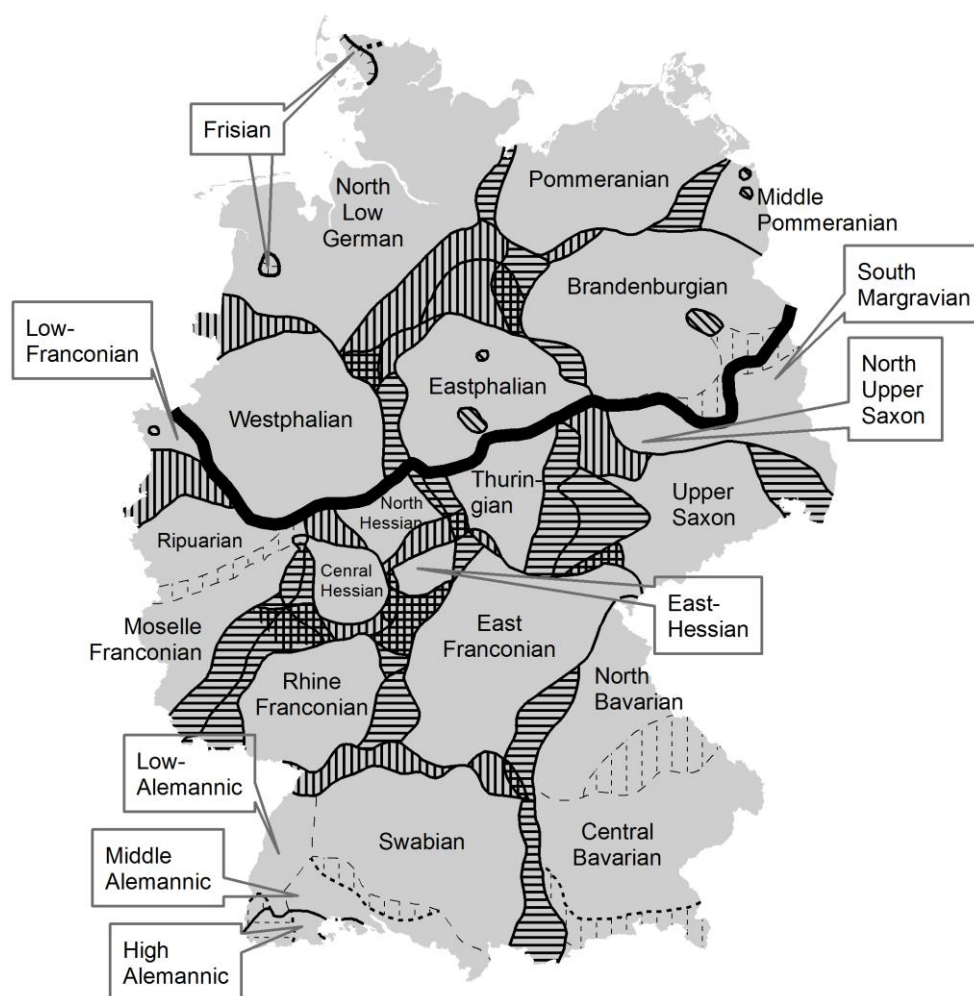 Frisian
North
Low
German
Pommeranian
Middle
Pommeranian
Brandenburgian
South
Margravian
Low-
Franconian
North
Upper
Saxon
Eastphalian
Westphalian
Thurin-
gian
North
Hessian
Upper
Saxon
Ripuarian
Cenral
Hessian
East-
Hessian
Moselle
Franconian
East
Franconian
Rhine
Franconian
North
Bavarian
Low-
Alemannic
Swabian
Central
Bavarian
Middle
Alemannic
High
Alemannic